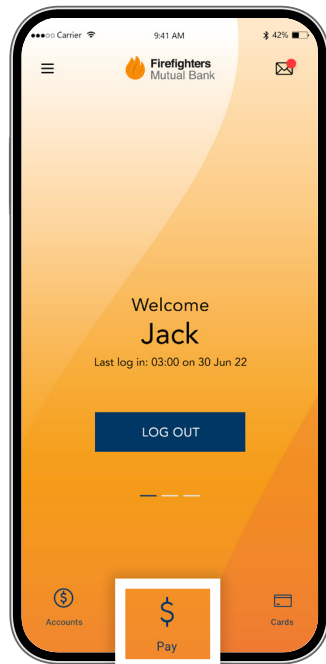 Carrier 9:41 AM 42%
Firefighters
Mutual Bank
Welcome
Jack
Last log in: 03:00 on 30 Jun 22
LOG OUT
$ $
Accounts Pay Cards